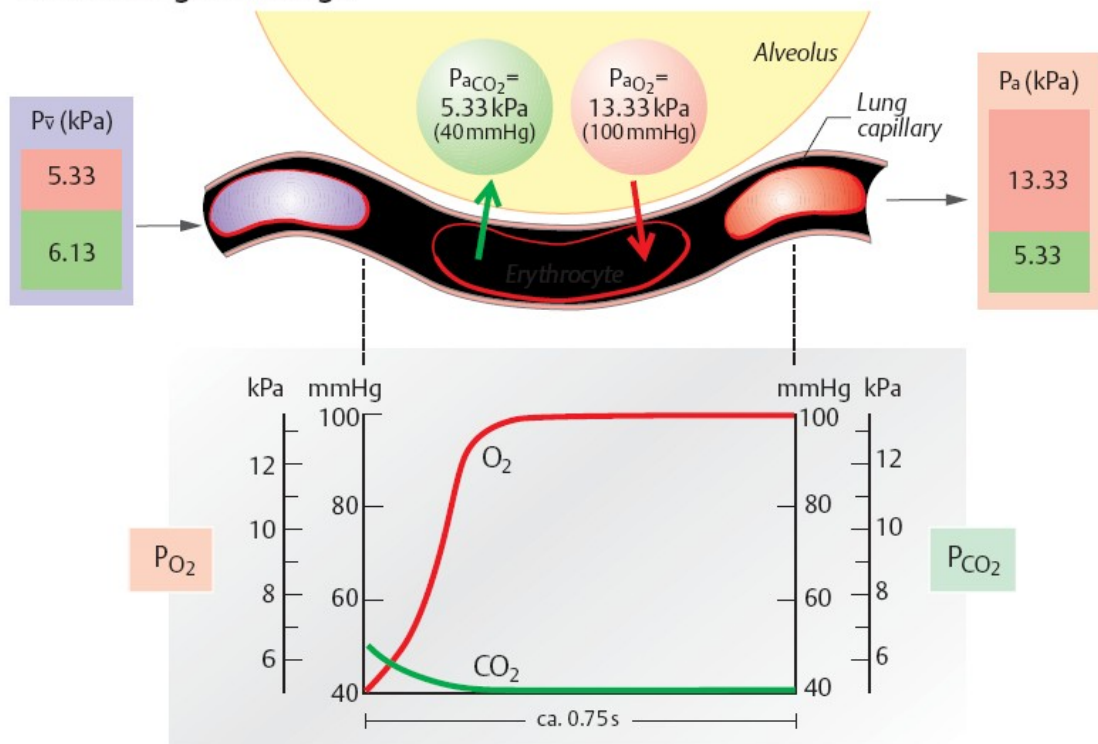 Alveolus
PaCO2=
5.33 kPa
(40 mmHg)
PaO2=
13.33 kPa
(100 mmHg)
Lung
capillary
Pv̄ (kPa)
5.33
6.13
Pa (kPa)
13.33
5.33
Erythrocyte
kPa mmHg
mmHg kPa
100
12
80
10
60
8
6
40
100
12
80
10
60
8
6
40
O2
CO2
PO2
PCO2
ca. 0.75 s